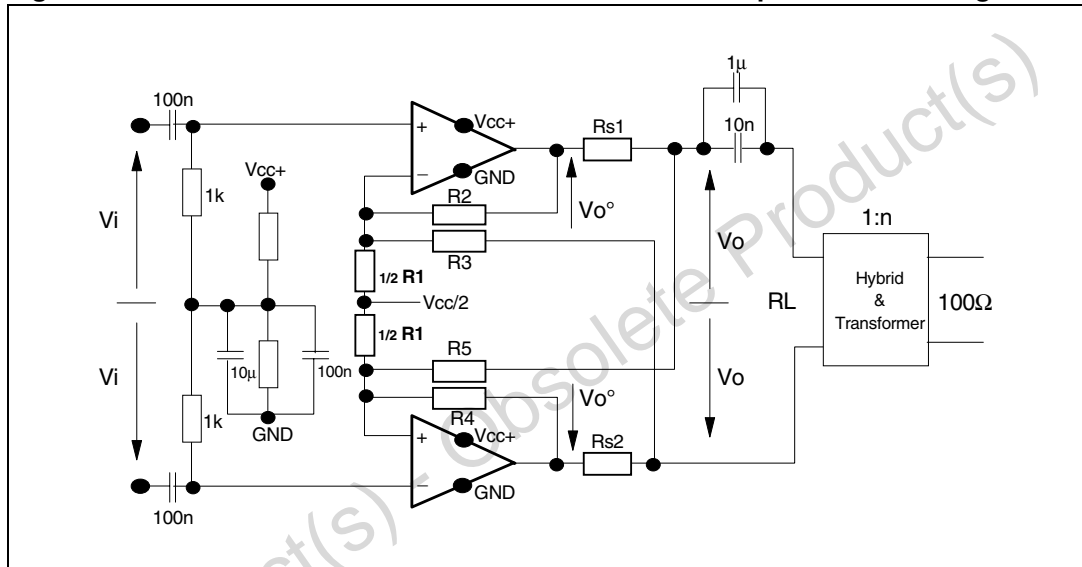 1µ
100n
10n
Vcc+
Rs1
+
GND
−
Vcc+
R2
Vo°
1k
Vi
R3
Vo
1:n
1/2 R1
Vcc/2
Hybrid
&
Transformer
RL
100Ω
1/2 R1
R5
Vi
10µ
100n
Vo°
Vo
R4
1k
GND
+
Vcc+
Rs2
−
GND
100n
ct(s) - Obsolete Product(s)